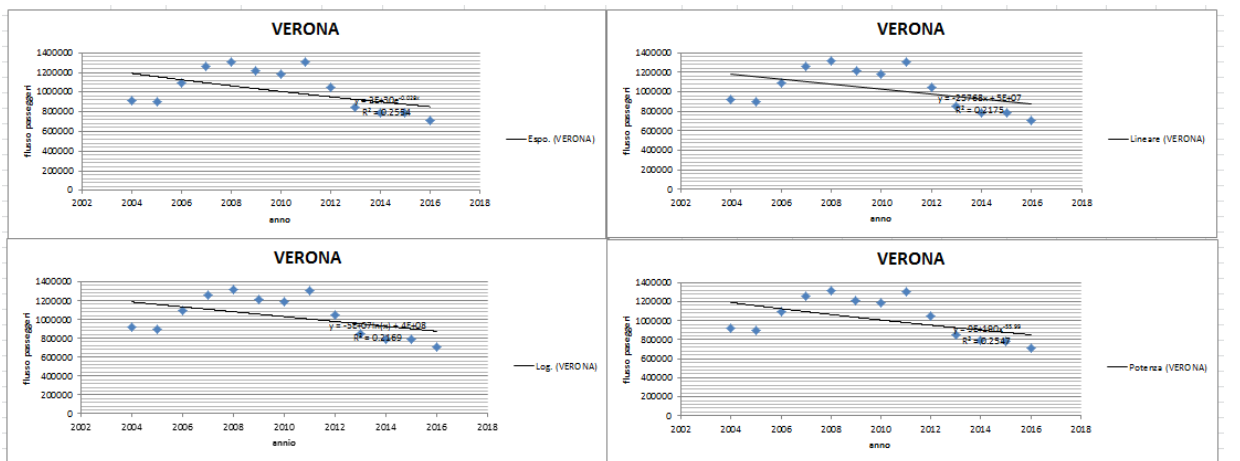 VERONA
1400000
1200000
1000000
800000
600000
400000
200000
0
2002 2004 2006 2008 2010 2012 2014 2016 2018
flusso passeggeri
anno
R² = 0.2554
Espo. (VERONA)
VERONA
1400000
1200000
1000000
800000
600000
400000
200000
0
2002 2004 2006 2008 2010 2012 2014 2016 2018
flusso passeggeri
anno
y = -25768x + 5E+07
R² = 0.2175
Lineare (VERONA)
VERONA
1400000
1200000
1000000
800000
600000
400000
200000
0
2002 2004 2006 2008 2010 2012 2014 2016 2018
flusso passeggeri
annio
y = -5E+07ln(x) + 4E+08
R² = 0.2169
Log. (VERONA)
VERONA
1400000
1200000
1000000
800000
600000
400000
200000
0
2002 2004 2006 2008 2010 2012 2014 2016 2018
flusso passeggeri
anno
R² = 0.2547
Potenza (VERONA)